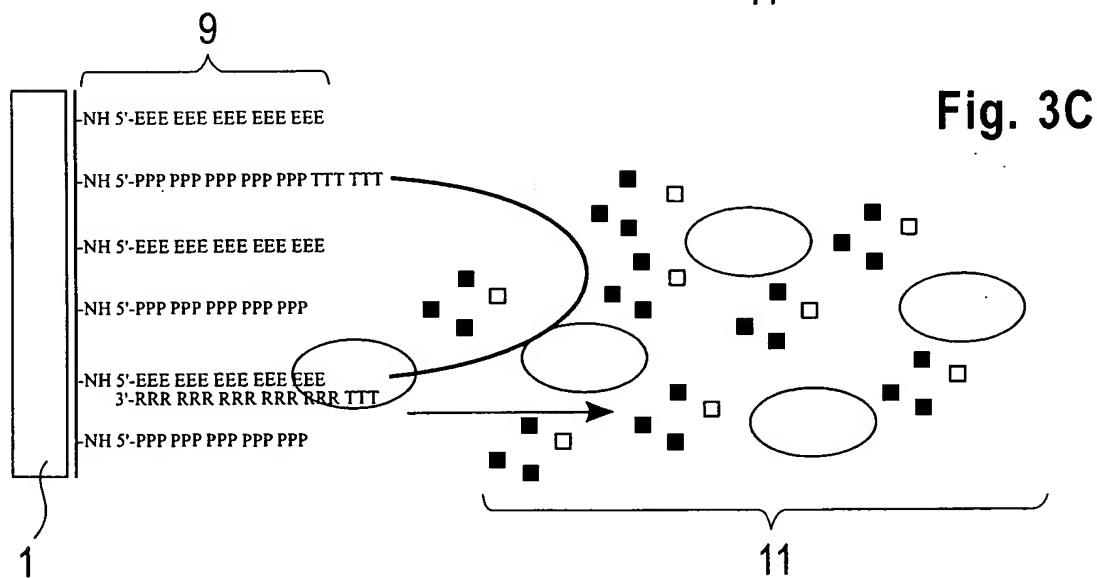 9
Fig. 3C
-NH 5'-EEE EEE EEE EEE EEE
-NH 5'-PPP PPP PPP PPP PPP TTT TTT
-NH 5'-EEE EEE EEE EEE EEE
-NH 5'-PPP PPP PPP PPP PPP
-NH 5'-EEE EEE EEE EEE EEE
3'-RRR RRR RRR RRR RRR TTT
-NH 5'-PPP PPP PPP PPP PPP
1
11